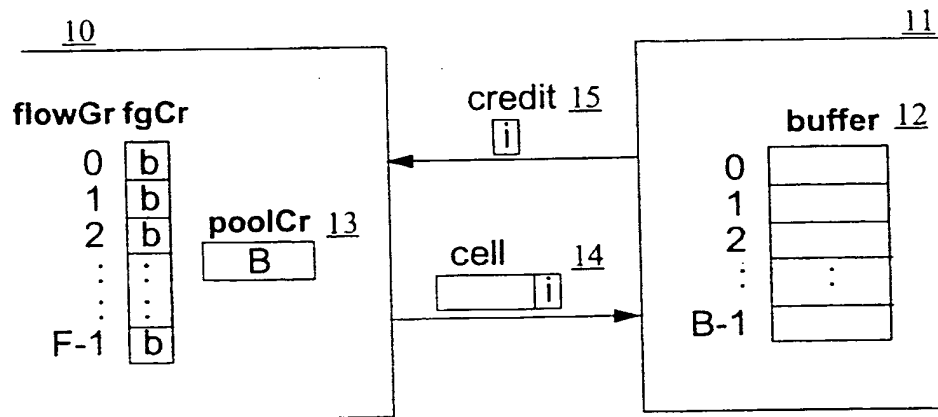 10
11
flowGr fgCr
0 b
1 b
2 b
: :
: :
F-1 b
poolCr 13
B
credit 15
i
cell 14
i
buffer 12
0
1
2
: :
B-1